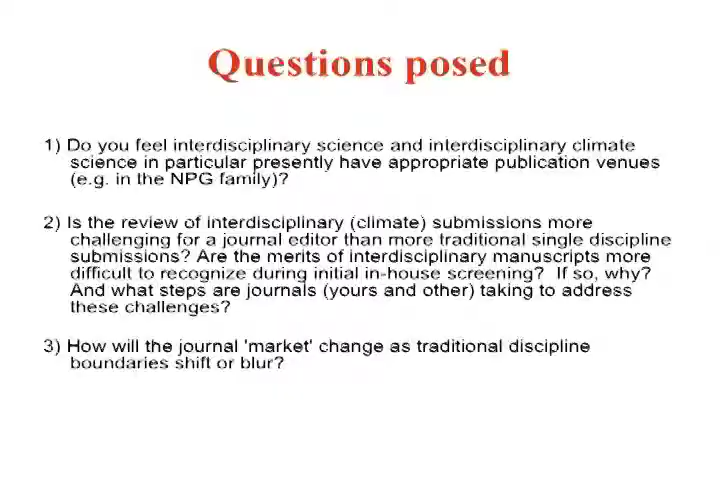 Questions posed
1) Do you feel interdisciplinary science and interdisciplinary climate
science in particular presently have appropriate publication venues
(e.g. in the NPG family)?
2) Is the review of interdisciplinary (climate) submissions more
challenging for a journal editor than more traditional single discipline
submissions? Are the merits of interdisciplinary manuscripts more
difficult to recognize during initial in-house screening?  If so, why?
And what steps are journals (yours and other) taking to address
these challenges?
3) How will the journal 'market' change as traditional discipline
boundaries shift or blur?